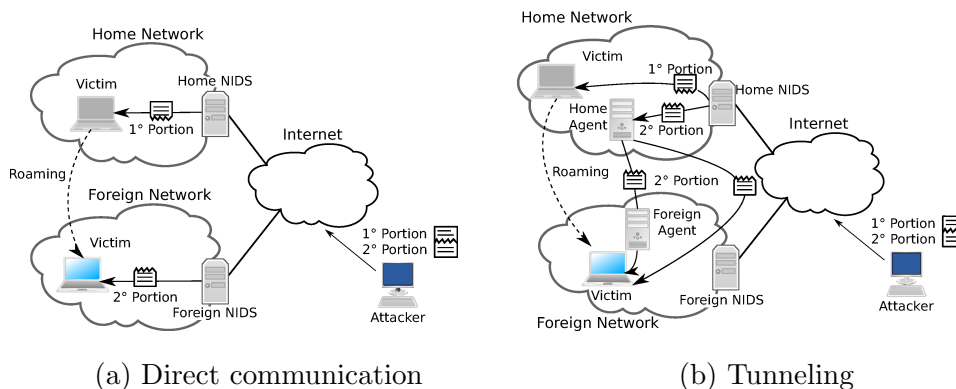 Home Network
Victim
Home NIDS
1° Portion
Internet
Roaming
Foreign Network
Victim
1° Portion
2° Portion
2° Portion
Foreign NIDS
Attacker
(a) Direct communication
Home Network
Victim
1° Portion
Home NIDS
Home
Agent
2° Portion
Internet
Roaming
2° Portion
Foreign
Agent
1° Portion
2° Portion
Victim
Foreign NIDS
Attacker
Foreign Network
(b) Tunneling